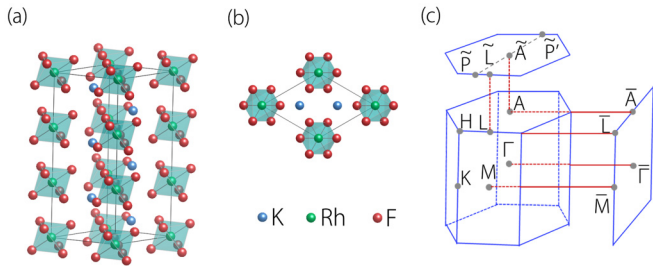 (a)
(b)
(c)
P̃ L̃ Ã P̃'
A Ā
H L L̄
Γ Γ̄
K M M̄
K Rh F